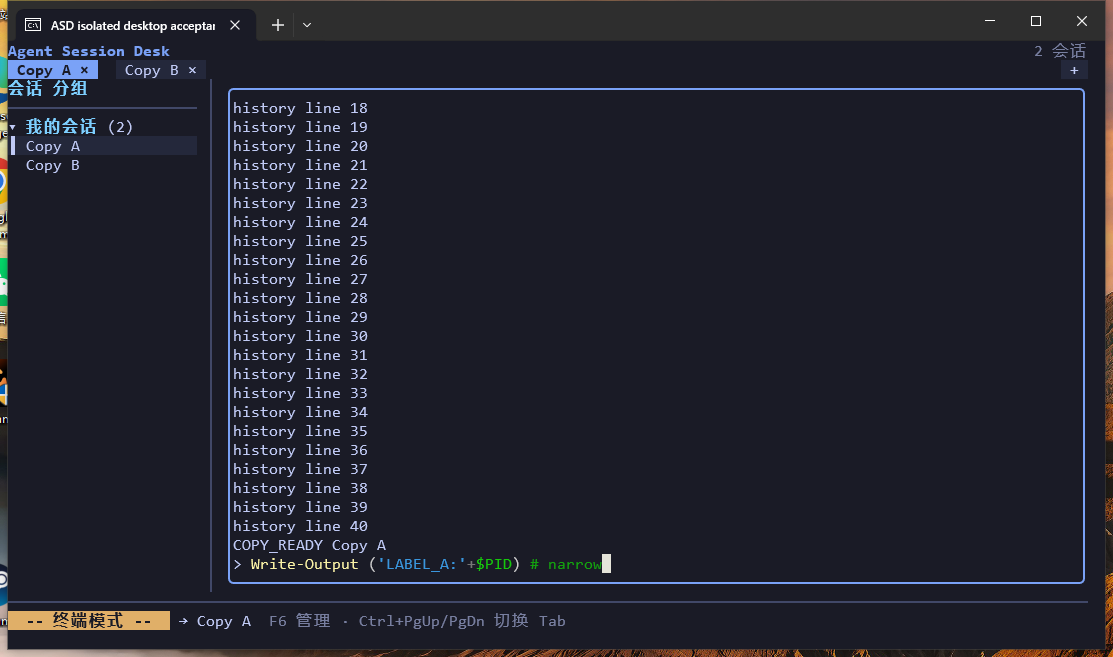 ASD isolated desktop acceptar
Agent Session Desk
2 会话
Copy A ×
Copy B ×
+
会话 分组
▾ 我的会话 (2)
Copy A
Copy B
history line 18
history line 19
history line 20
history line 21
history line 22
history line 23
history line 24
history line 25
history line 26
history line 27
history line 28
history line 29
history line 30
history line 31
history line 32
history line 33
history line 34
history line 35
history line 36
history line 37
history line 38
history line 39
history line 40
COPY_READY Copy A
> Write-Output ('LABEL_A:'+$PID) # narrow
-- 终端模式 -- → Copy A F6 管理 · Ctrl+PgUp/PgDn 切换 Tab